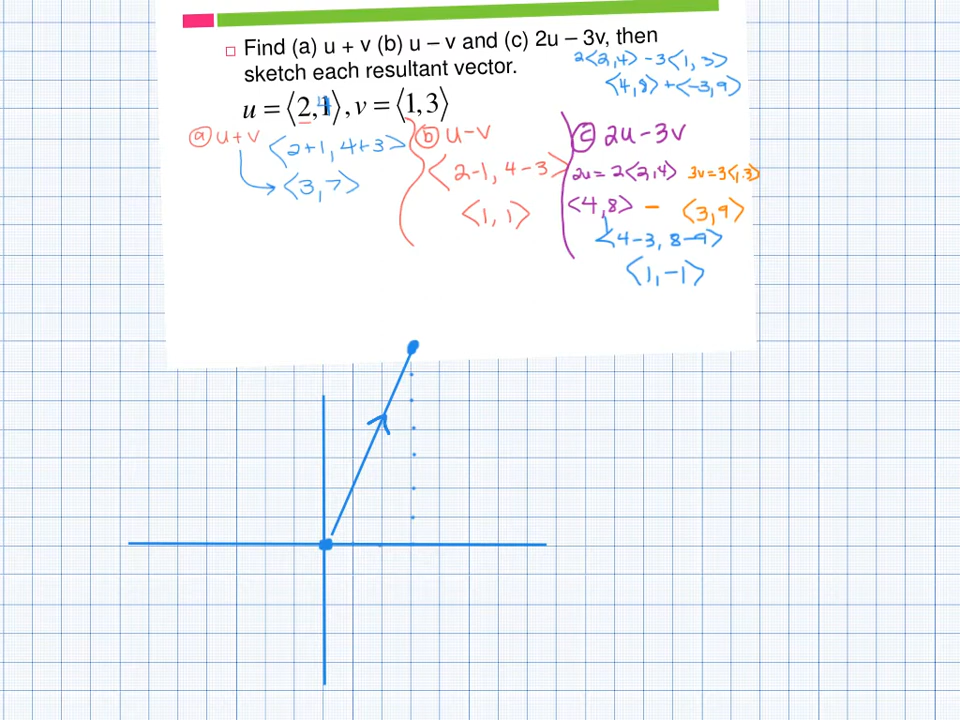 Find (a) u + v (b) u – v and (c) 2u – 3v, then
sketch each resultant vector.
2⟨2,4⟩ - 3⟨1,3⟩
⟨4,8⟩ + ⟨-3,9⟩
u = ⟨2,4⟩, v = ⟨1,3⟩
ⓐ u+v
⟨2+1, 4+3⟩
⟨3,7⟩
ⓑ u-v
⟨2-1, 4-3⟩
⟨1, 1⟩
ⓒ 2u-3v
2u = 2⟨2,4⟩ 3v=3⟨1,3⟩
⟨4,8⟩ - ⟨3,9⟩
⟨4-3, 8-9⟩
⟨1,-1⟩